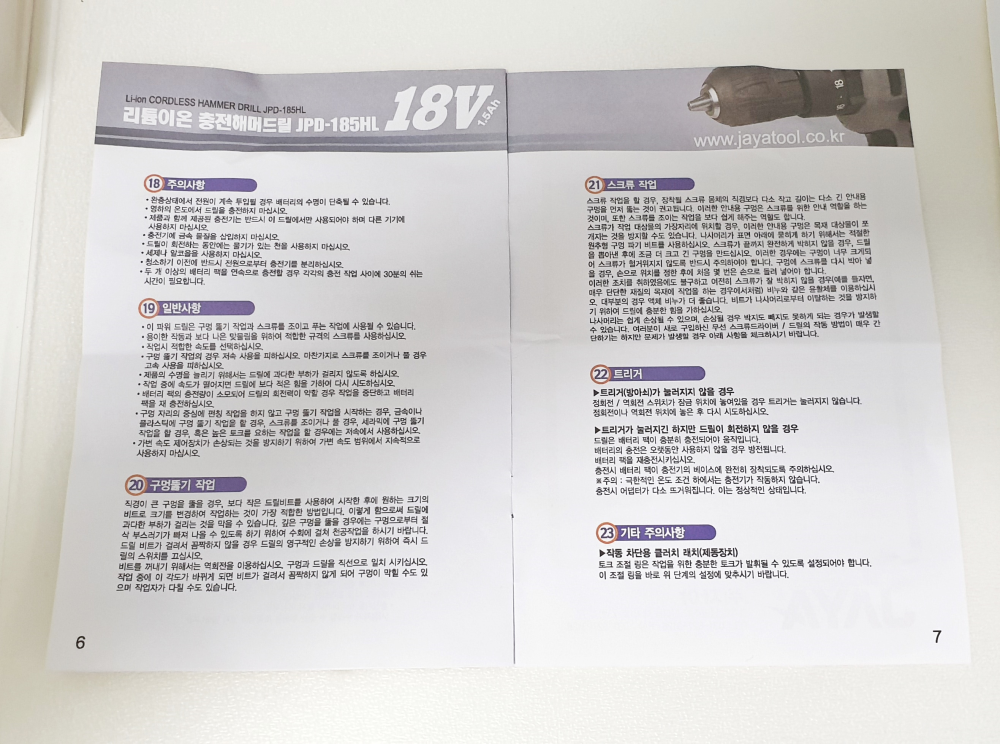 Li-ion CORDLESS HAMMER DRILL JPD-185HL
리튬이온 충전해머드릴 JPD-185HL
18V
1.5Ah
18 주의사항
• 완충상태에서 전원이 계속 투입될 경우 배터리의 수명이 단축될 수 있습니다.
• 영하의 온도에서 드릴을 충전하지 마십시오.
• 제품과 함께 제공된 충전기는 반드시 이 드릴에서만 사용되어야 하며 다른 기기에
사용하지 마십시오.
• 충전기에 금속 물질을 삽입하지 마십시오.
• 드릴이 회전하는 동안에는 물기가 있는 천을 사용하지 마십시오.
• 세제나 알코올을 사용하지 마십시오.
• 청소하기 이전에 반드시 전원으로부터 충전기를 분리하십시오.
• 두 개 이상의 배터리 팩을 연속으로 충전할 경우 각각의 충전 작업 사이에 30분의 쉬는
시간이 필요합니다.
19 일반사항
• 이 파워 드릴은 구멍 뚫기 작업과 스크류를 조이고 푸는 작업에 사용될 수 있습니다.
• 용이한 작동과 보다 나은 맞물림을 위하여 적합한 규격의 스크류를 사용하십시오.
• 작업시 적합한 속도를 선택하십시오.
• 구멍 뚫기 작업의 경우 저속 사용을 피하십시오. 마찬가지로 스크류를 조이거나 풀 경우
고속 사용을 피하십시오.
• 제품의 수명을 늘리기 위해서는 드릴에 과다한 부하가 걸리지 않도록 하십시오.
• 작업 중에 속도가 떨어지면 드릴에 보다 적은 힘을 가하여 다시 시도하십시오.
• 배터리 팩의 충전량이 소모되어 드릴의 회전력이 약할 경우 작업을 중단하고 배터리
팩을 재 충전하십시오.
• 구멍 자리의 중심에 펀칭 작업을 하지 않고 구멍 뚫기 작업을 시작하는 경우, 금속이나
플라스틱에 구멍 뚫기 작업을 할 경우, 스크류를 조이거나 풀 경우, 세라믹에 구멍 뚫기
작업을 할 경우, 혹은 높은 토크를 요하는 작업을 할 경우에는 저속에서 사용하십시오.
• 가변 속도 제어장치가 손상되는 것을 방지하기 위하여 가변 속도 범위에서 지속적으로
사용하지 마십시오.
20 구멍뚫기 작업
직경이 큰 구멍을 뚫을 경우, 보다 작은 드릴비트를 사용하여 시작한 후에 원하는 크기의
비트로 크기를 변경하여 작업하는 것이 가장 적합한 방법입니다. 이렇게 함으로써 드릴에
과다한 부하가 걸리는 것을 막을 수 있습니다. 깊은 구멍을 뚫을 경우에는 구멍으로부터 절
삭 부스러기가 빠져 나올 수 있도록 하기 위하여 수회에 걸쳐 천공작업을 하시기 바랍니다.
드릴 비트가 걸려서 꼼짝하지 않을 경우 드릴의 영구적인 손상을 방지하기 위하여 즉시 드
릴의 스위치를 끄십시오.
비트를 꺼내기 위해서는 역회전을 이용하십시오. 구멍과 드릴을 직선으로 일치 시키십시오.
작업 중에 이 각도가 바뀌게 되면 비트가 걸려서 꼼짝하지 않게 되어 구멍이 막힐 수도 있
으며 작업자가 다칠 수도 있습니다.
6
www.jayatool.co.kr
21 스크류 작업
스크류 작업을 할 경우, 장착될 스크류 몸체의 직경보다 다소 작고 길이는 다소 긴 안내용
구멍을 먼저 뚫는 것이 권고됩니다. 이러한 안내용 구멍은 스크류를 위한 안내 역할을 하는
것이며, 또한 스크류를 조이는 작업을 보다 쉽게 해주는 역할도 합니다.
스크류가 작업 대상물의 가장자리에 위치할 경우, 이러한 안내용 구멍은 목재 대상물이 쪼
개지는 것을 방지할 수도 있습니다. 나사머리가 표면 아래에 묻히게 하기 위해서는 적절한
원추형 구멍 파기 비트를 사용하십시오. 스크류가 끝까지 완전하게 박히지 않을 경우, 드릴
을 뽑아낸 후에 조금 더 크고 긴 구멍을 만드십시오. 이러한 경우에는 구멍이 너무 크게되
어 스크류가 헐거워지지 않도록 반드시 주의하여야 합니다. 구멍에 스크류를 다시 박아 넣
을 경우, 손으로 위치를 정한 후에 처음 몇 번은 손으로 돌려 넣어야 합니다.
이러한 조치를 취하였음에도 불구하고 여전히 스크류가 잘 박히지 않을 경우(예를 들자면,
매우 단단한 재질의 목재에 작업을 하는 경우에서처럼) 비누와 같은 윤활제를 이용하십시
오. 대부분의 경우 액체 비누가 더 좋습니다. 비트가 나사머리로부터 이탈하는 것을 방지하
기 위하여 드릴에 충분한 힘을 가하십시오.
나사머리는 쉽게 손상될 수 있으며, 손상될 경우 박지도 빼지도 못하게 되는 경우가 발생할
수 있습니다. 여러분이 새로 구입하신 무선 스크류드라이버 / 드릴의 작동 방법이 매우 간
단하기는 하지만 문제가 발생할 경우 아래 사항을 체크하시기 바랍니다.
22 트리거
▶트리거(방아쇠)가 눌러지지 않을 경우
정회전 / 역회전 스위치가 잠금 위치에 놓여있을 경우 트리거는 눌러지지 않습니다.
정회전이나 역회전 위치에 놓은 후 다시 시도하십시오.
▶트리거가 눌러지긴 하지만 드릴이 회전하지 않을 경우
드릴은 배터리 팩이 충분히 충전되어야 움직입니다.
배터리의 충전은 오랫동안 사용하지 않을 경우 방전됩니다.
배터리 팩을 재충전시키십시오.
충전시 배터리 팩이 충전기의 베이스에 완전히 장착되도록 주의하십시오.
※주의 : 극한적인 온도 조건 하에서는 충전기가 작동하지 않습니다.
충전시 어댑터가 다소 뜨거워집니다. 이는 정상적인 상태입니다.
23 기타 주의사항
▶작동 차단용 클러치 래치(제동장치)
토크 조절 링은 작업을 위한 충분한 토크가 발휘될 수 있도록 설정되어야 합니다.
이 조절 링을 바로 위 단계의 설정에 맞추시기 바랍니다.
7